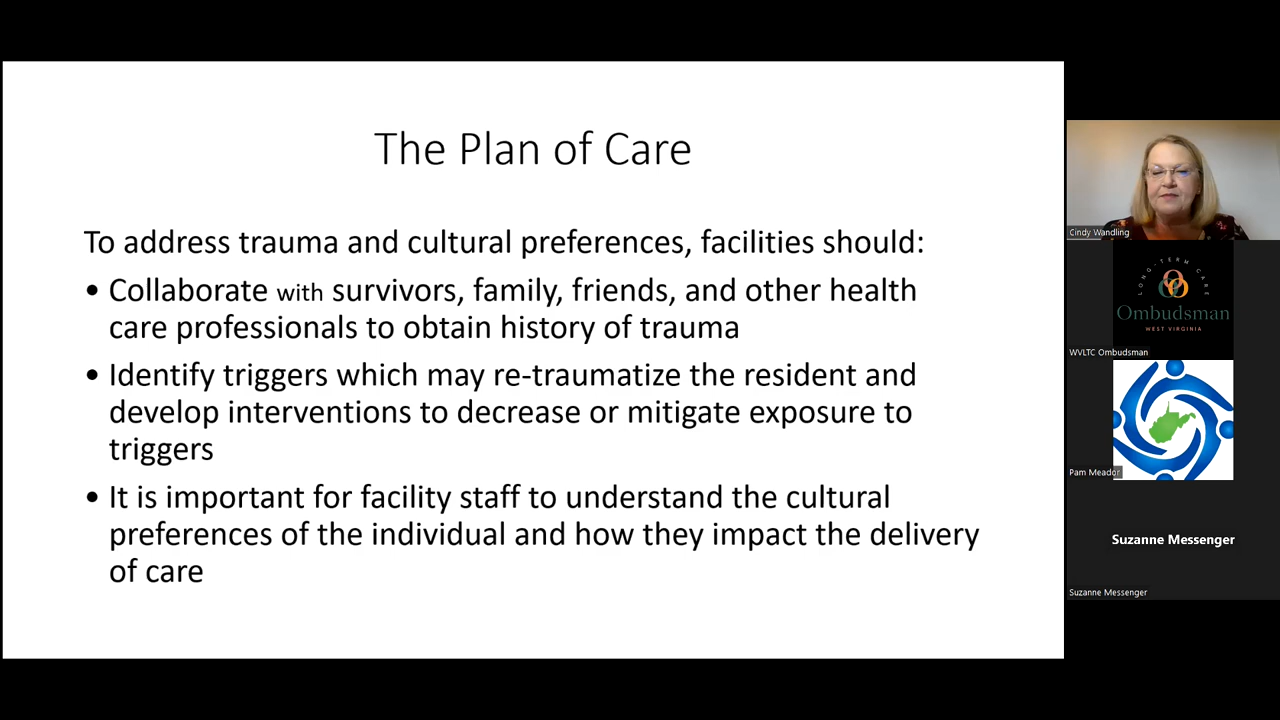 The Plan of Care
To address trauma and cultural preferences, facilities should:
• Collaborate with survivors, family, friends, and other health
care professionals to obtain history of trauma
• Identify triggers which may re-traumatize the resident and
develop interventions to decrease or mitigate exposure to
triggers
• It is important for facility staff to understand the cultural
preferences of the individual and how they impact the delivery
of care
Cindy Wandling
LONG-TERM CARE
Ombudsman
WEST VIRGINIA
WVLTC Ombudsman
Pam Meador
Suzanne Messenger
Suzanne Messenger